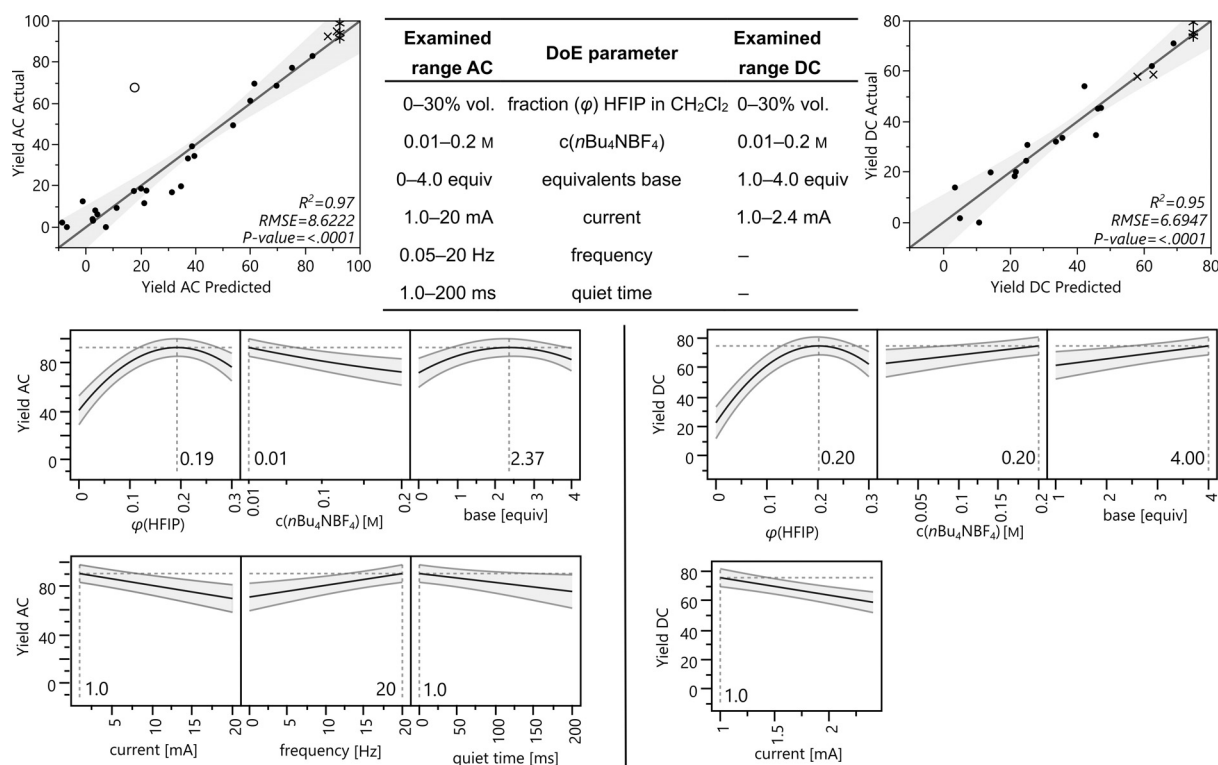 Yield AC Actual
100
80
60
40
20
0
0
20
40
60
80
100
Yield AC Predicted
R²=0.97
RMSE=8.6222
P-value=<.0001
Examined range AC	DoE parameter	Examined range DC
0–30% vol.	fraction (φ) HFIP in CH₂Cl₂	0–30% vol.
0.01–0.2 M	c(nBu₄NBF₄)	0.01–0.2 M
0–4.0 equiv	equivalents base	1.0–4.0 equiv
1.0–20 mA	current	1.0–2.4 mA
0.05–20 Hz	frequency	–
1.0–200 ms	quiet time	–
Yield DC Actual
80
60
40
20
0
0
20
40
60
80
Yield DC Predicted
R²=0.95
RMSE=6.6947
P-value=<.0001
Yield AC
80
40
0
0.19
0.01
2.37
0 0.1 0.2 0.3
0.01 0.1 0.2
0 1 2 3 4
φ(HFIP)
c(nBu₄NBF₄) [M]
base [equiv]
Yield DC
80
60
40
20
0
0.20
0.20
4.00
0 0.1 0.2 0.3
0.05 0.1 0.15 0.2
1 2 3 4
φ(HFIP)
c(nBu₄NBF₄) [M]
base [equiv]
Yield AC
80
40
0
1.0
20
1.0
5 10 15 20
0 5 10 15 20
0 50 100 150 200
current [mA]
frequency [Hz]
quiet time [ms]
Yield DC
80
60
40
20
0
1.0
1 1.5 2
current [mA]